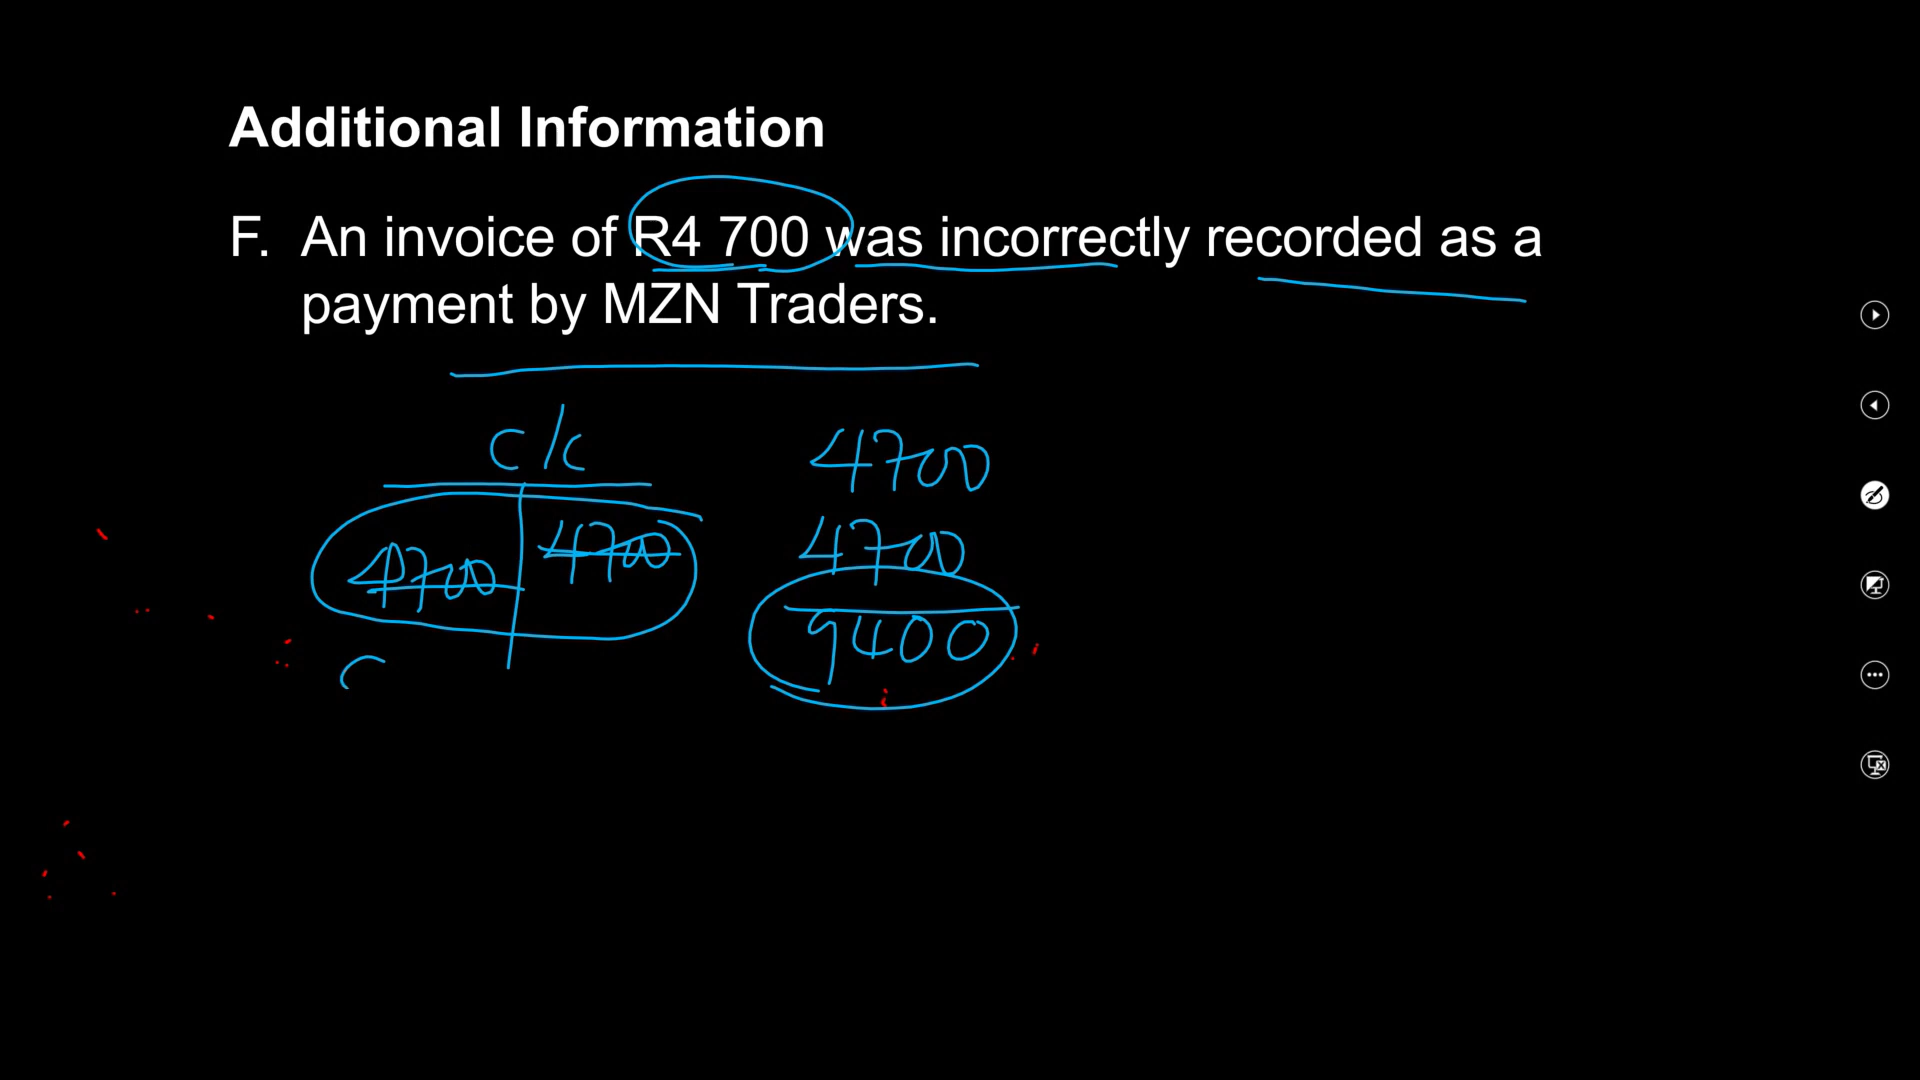 Additional Information
F. An invoice of R4 700 was incorrectly recorded as a
payment by MZN Traders.
c/c
4700
4700
4700
4700
9400
C